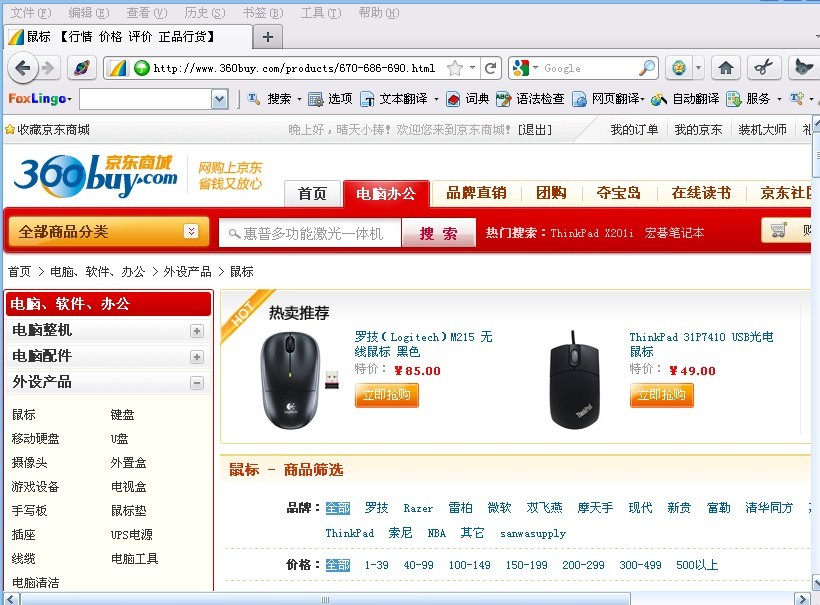 文件(F) 编辑(E) 查看(V) 历史(S) 书签(B) 工具(T) 帮助(H)
鼠标 【行情 价格 评价 正品行货】
http://www.360buy.com/products/670-686-690.html Google
FoxLingo 搜索 选项 文本翻译 词典 语法检查 网页翻译 自动翻译 服务
收藏京东商城 晚上好，晴天小铸！欢迎您来到京东商城！[退出] 我的订单 我的京东 装机大师 礼
360buy.com 京东商城 网购上京东
省钱又放心
首页 电脑办公 品牌直销 团购 夺宝岛 在线读书 京东社区
全部商品分类 惠普多功能激光一体机 搜 索 热门搜索：ThinkPad X201i 宏碁笔记本 购
首页 > 电脑、软件、办公 > 外设产品 > 鼠标
电脑、软件、办公
电脑整机
电脑配件
外设产品
鼠标 键盘
移动硬盘 U盘
摄像头 外置盒
游戏设备 电视盒
手写板 鼠标垫
插座 UPS电源
线缆 电脑工具
电脑清洁
HOT 热卖推荐
罗技（Logitech）M215 无
线鼠标 黑色
特价：￥85.00
立即抢购
ThinkPad 31P7410 USB光电
鼠标
特价：￥49.00
立即抢购
鼠标 - 商品筛选
品牌：全部 罗技 Razer 雷柏 微软 双飞燕 摩天手 现代 新贵 富勒 清华同方
ThinkPad 索尼 NBA 其它 sanwasupply
价格：全部 1-39 40-99 100-149 150-199 200-299 300-499 500以上